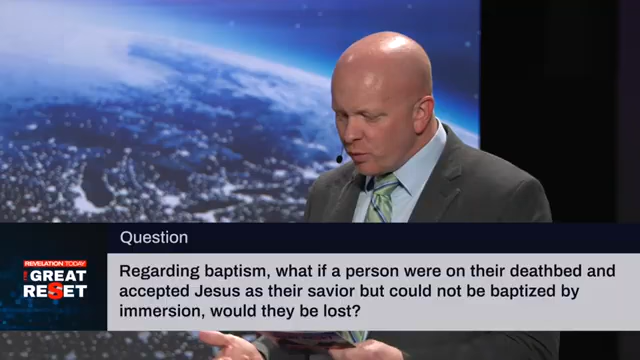 Question
REVELATION TODAY
THE
GREAT
RESET
Regarding baptism, what if a person were on their deathbed and
accepted Jesus as their savior but could not be baptized by
immersion, would they be lost?